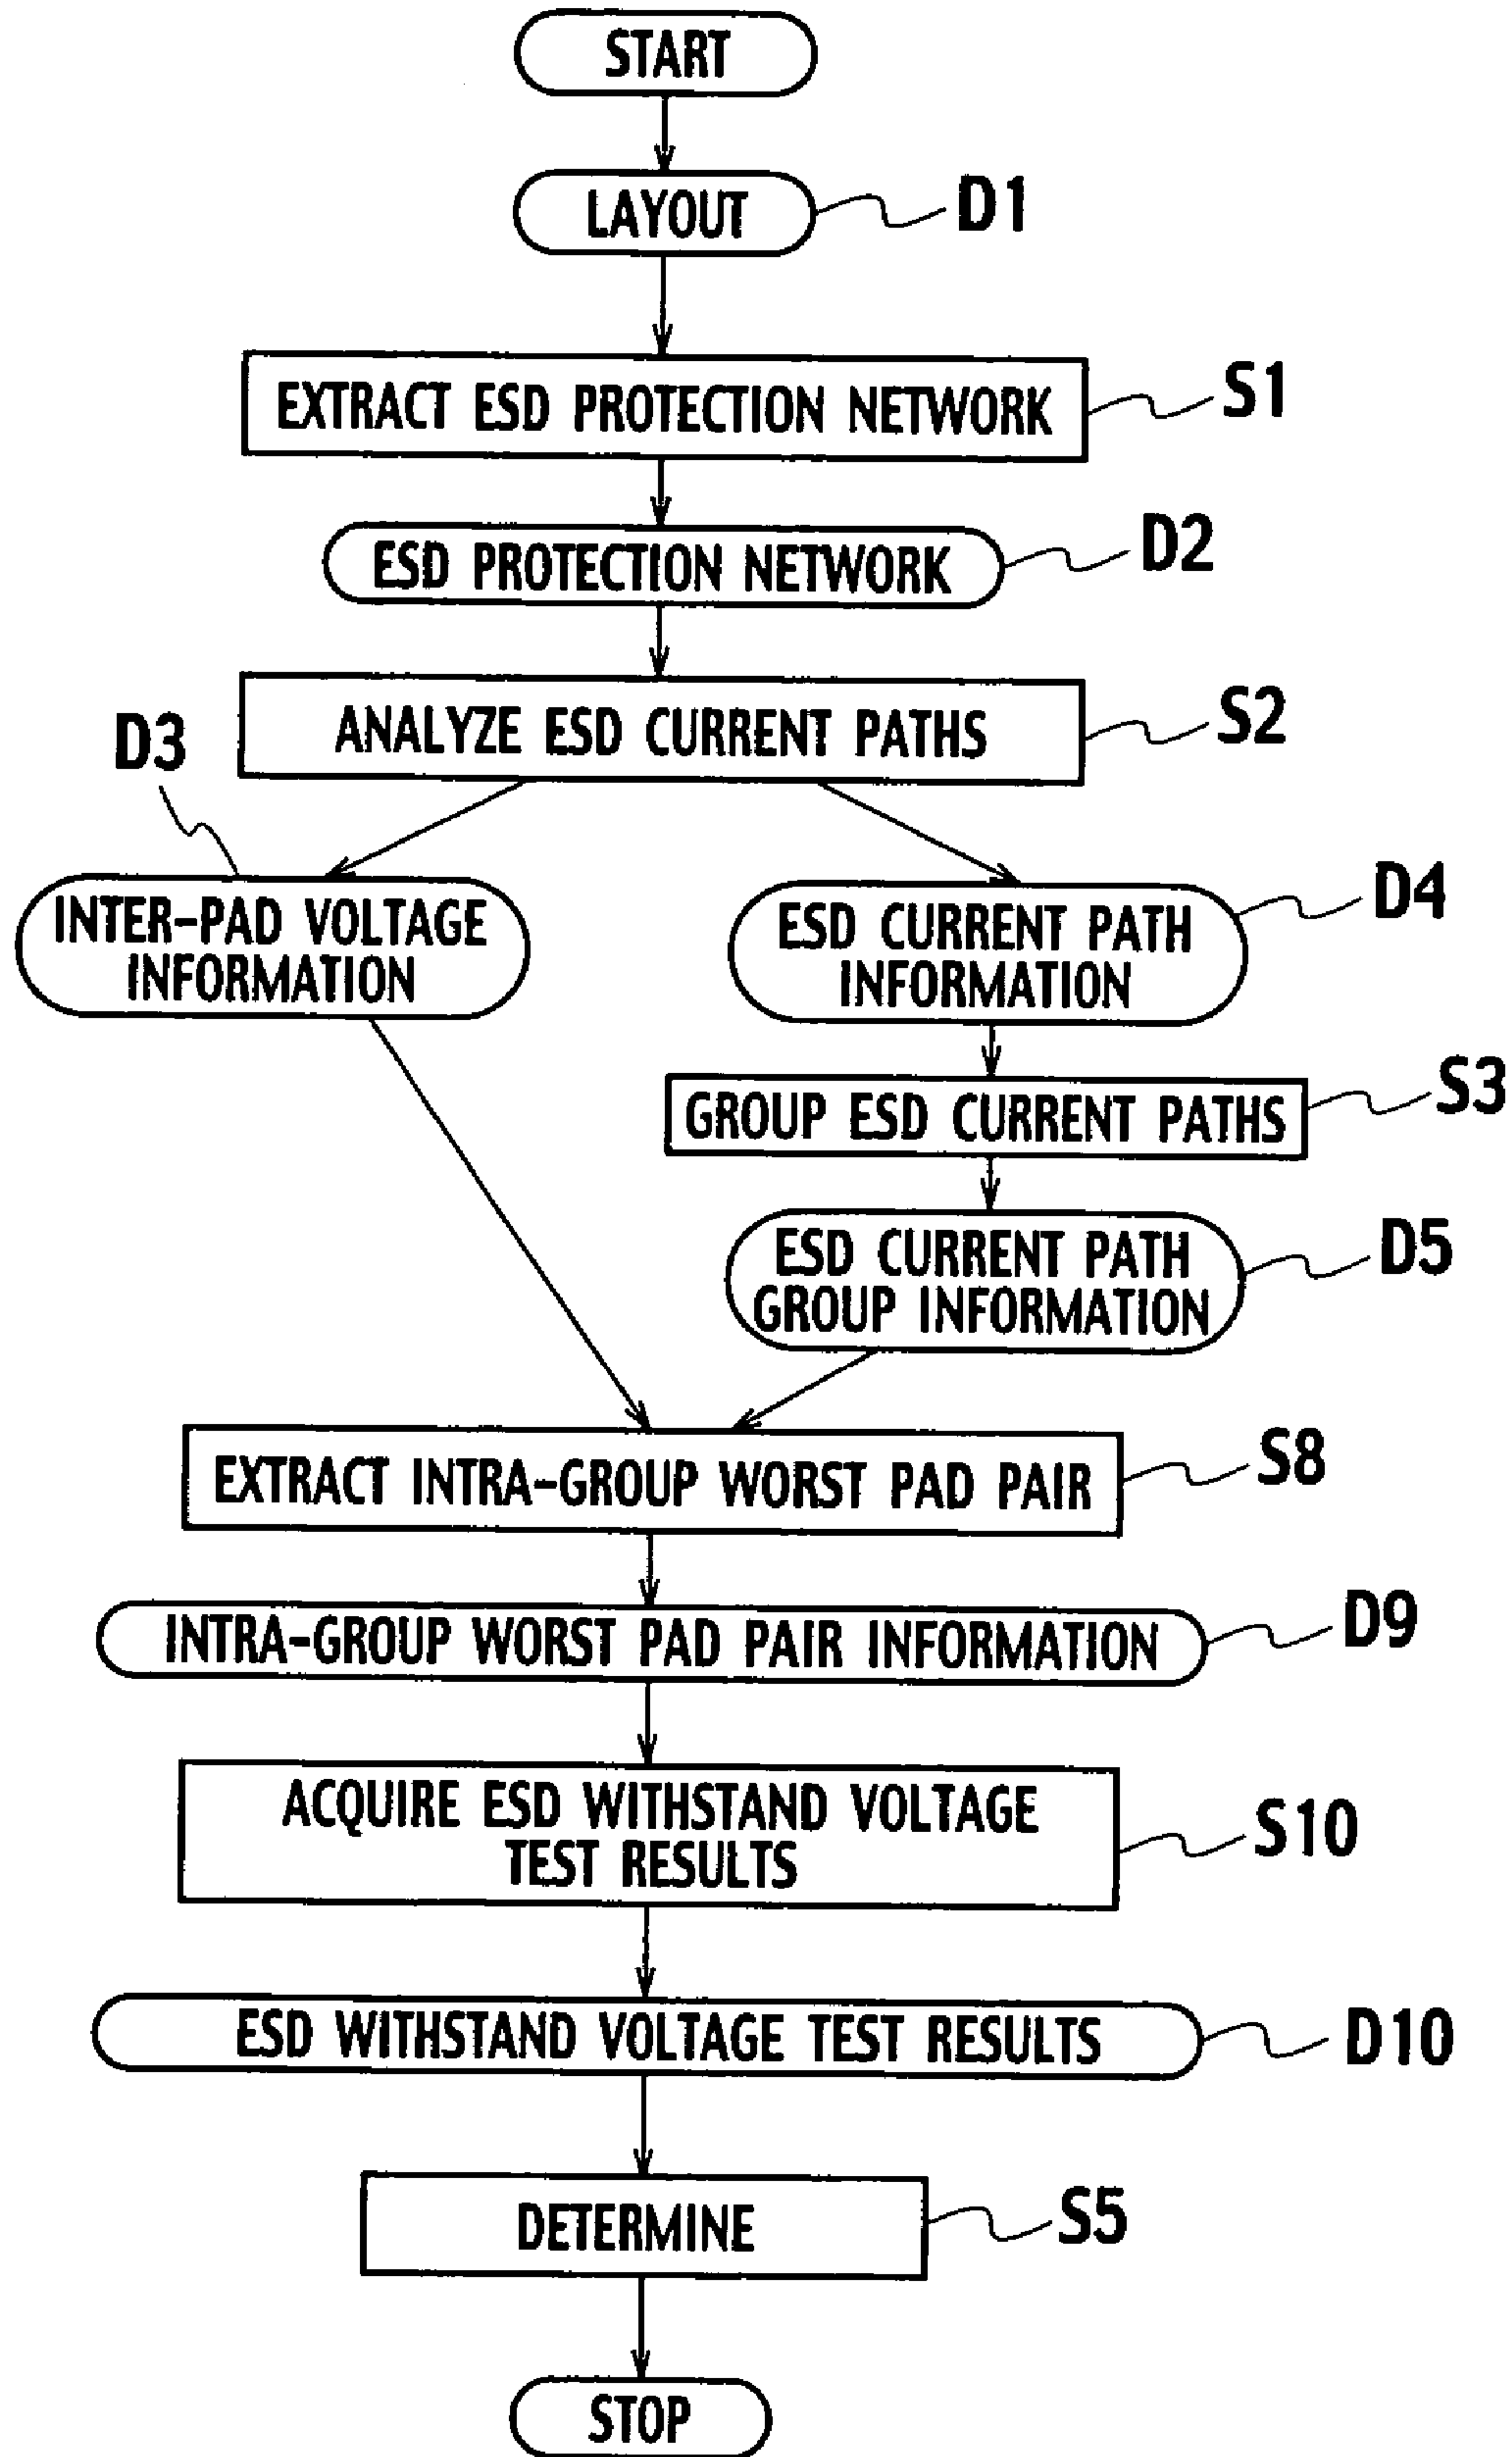 START
LAYOUT
D1
EXTRACT ESD PROTECTION NETWORK
S1
ESD PROTECTION NETWORK
D2
ANALYZE ESD CURRENT PATHS
S2
D3
INTER-PAD VOLTAGE
INFORMATION
ESD CURRENT PATH
INFORMATION
D4
GROUP ESD CURRENT PATHS
S3
ESD CURRENT PATH
GROUP INFORMATION
D5
EXTRACT INTRA-GROUP WORST PAD PAIR
S8
INTRA-GROUP WORST PAD PAIR INFORMATION
D9
ACQUIRE ESD WITHSTAND VOLTAGE
TEST RESULTS
S10
ESD WITHSTAND VOLTAGE TEST RESULTS
D10
DETERMINE
S5
STOP